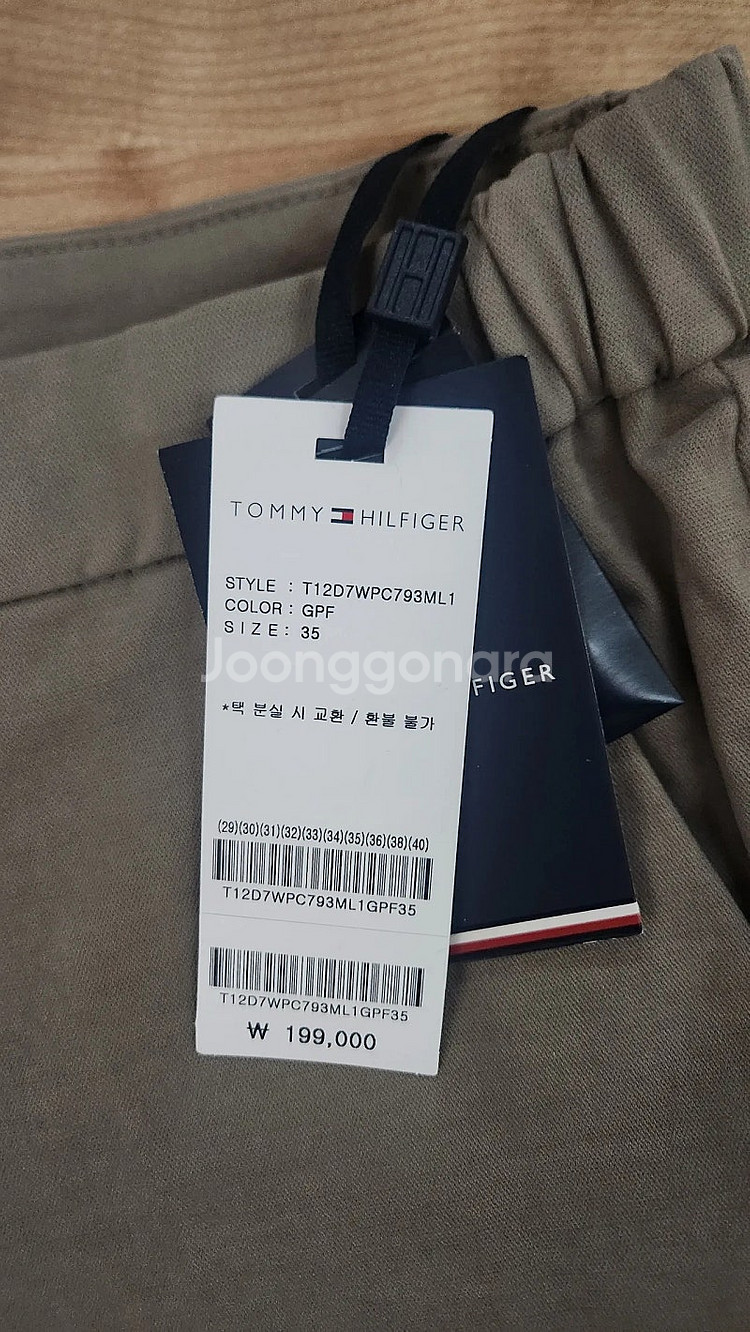 TOMMY HILFIGER
STYLE : T12D7WPC793ML1
COLOR : GPF
SIZE : 35
Joonggonara
FIGER
*택 분실 시 교환 / 환불 불가
(29)(30)(31)(32)(33)(34)(35)(36)(38)(40)
T12D7WPC793ML1GPF35
T12D7WPC793ML1GPF35
₩ 199,000